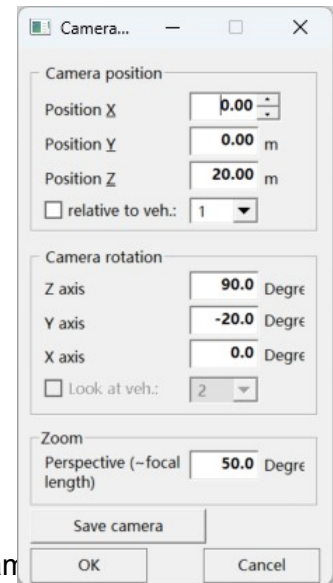 Camera...
Camera position
Position X 0.00
Position Y 0.00 m
Position Z 20.00 m
relative to veh.: 1
Camera rotation
Z axis 90.0 Degre
Y axis -20.0 Degre
X axis 0.0 Degre
Look at veh.: 2
Zoom
Perspective (~focal 50.0 Degre
length)
Save camera
OK Cancel